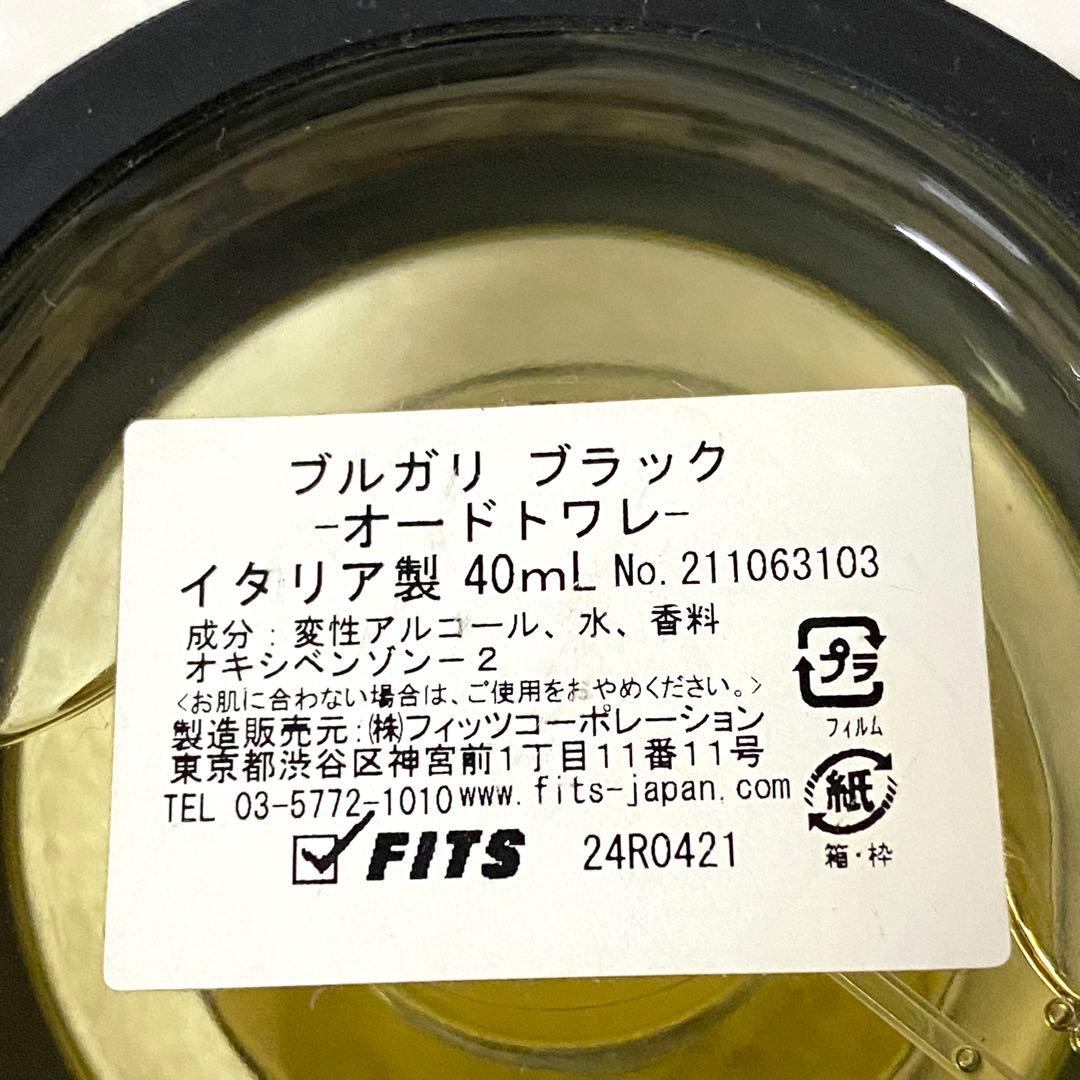 ブルガリ ブラック
-オードトワレ-
イタリア製 40mL No.211063103
成分：変性アルコール、水、香料
オキシベンゾン－2
<お肌に合わない場合は、ご使用をおやめください。>
製造販売元:㈱フィッツコーポレーション
東京都渋谷区神宮前1丁目11番11号
TEL 03-5772-1010 www.fits-japan.com
FITS 24R0421
プラ
フィルム
紙
箱・枠